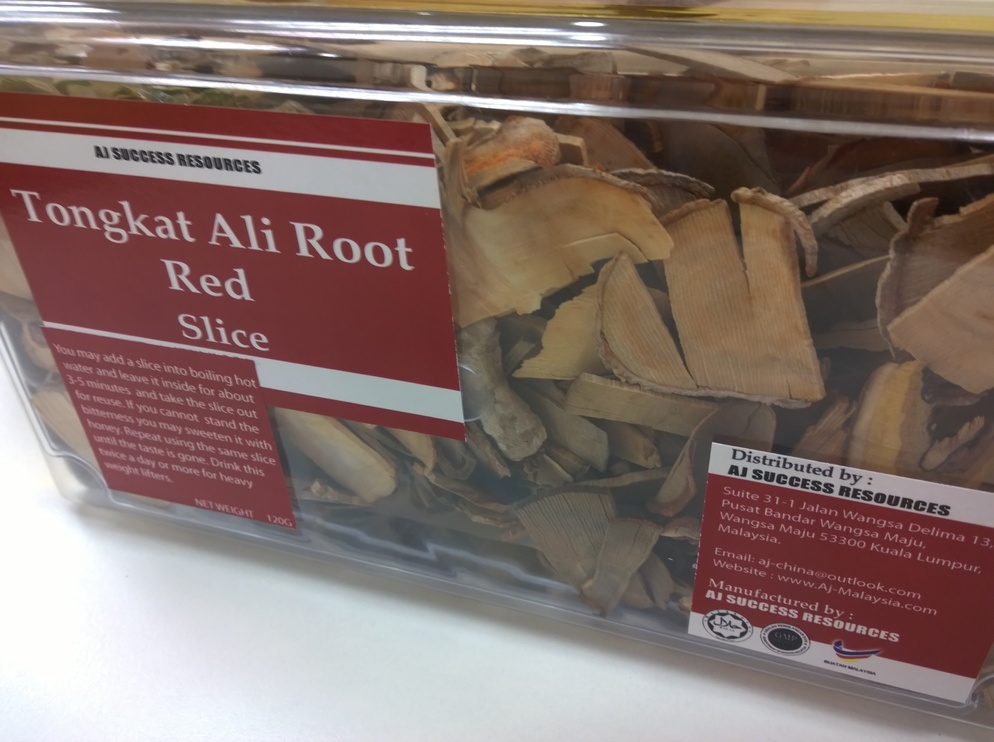 AJ SUCCESS RESOURCES
Tongkat Ali Root
Red
Slice
You may add a slice into boiling hot
water and leave it inside for about
3-5 minutes and take the slice out
for reuse. If you cannot stand the
bitterness you may sweeten it with
honey. Repeat using the same slice
until the taste is gone. Drink this
twice a day or more for heavy
weight lifters.
NET WEIGHT 120G
Distributed by :
AJ SUCCESS RESOURCES
Suite 31-1 Jalan Wangsa Delima 13,
Pusat Bandar Wangsa Maju,
Wangsa Maju 53300 Kuala Lumpur,
Malaysia.
Email: aj-china@outlook.com
Website : www.Aj-Malaysia.com
Manufactured by :
AJ SUCCESS RESOURCES
حلال
GMP
BUATAN MALAYSIA